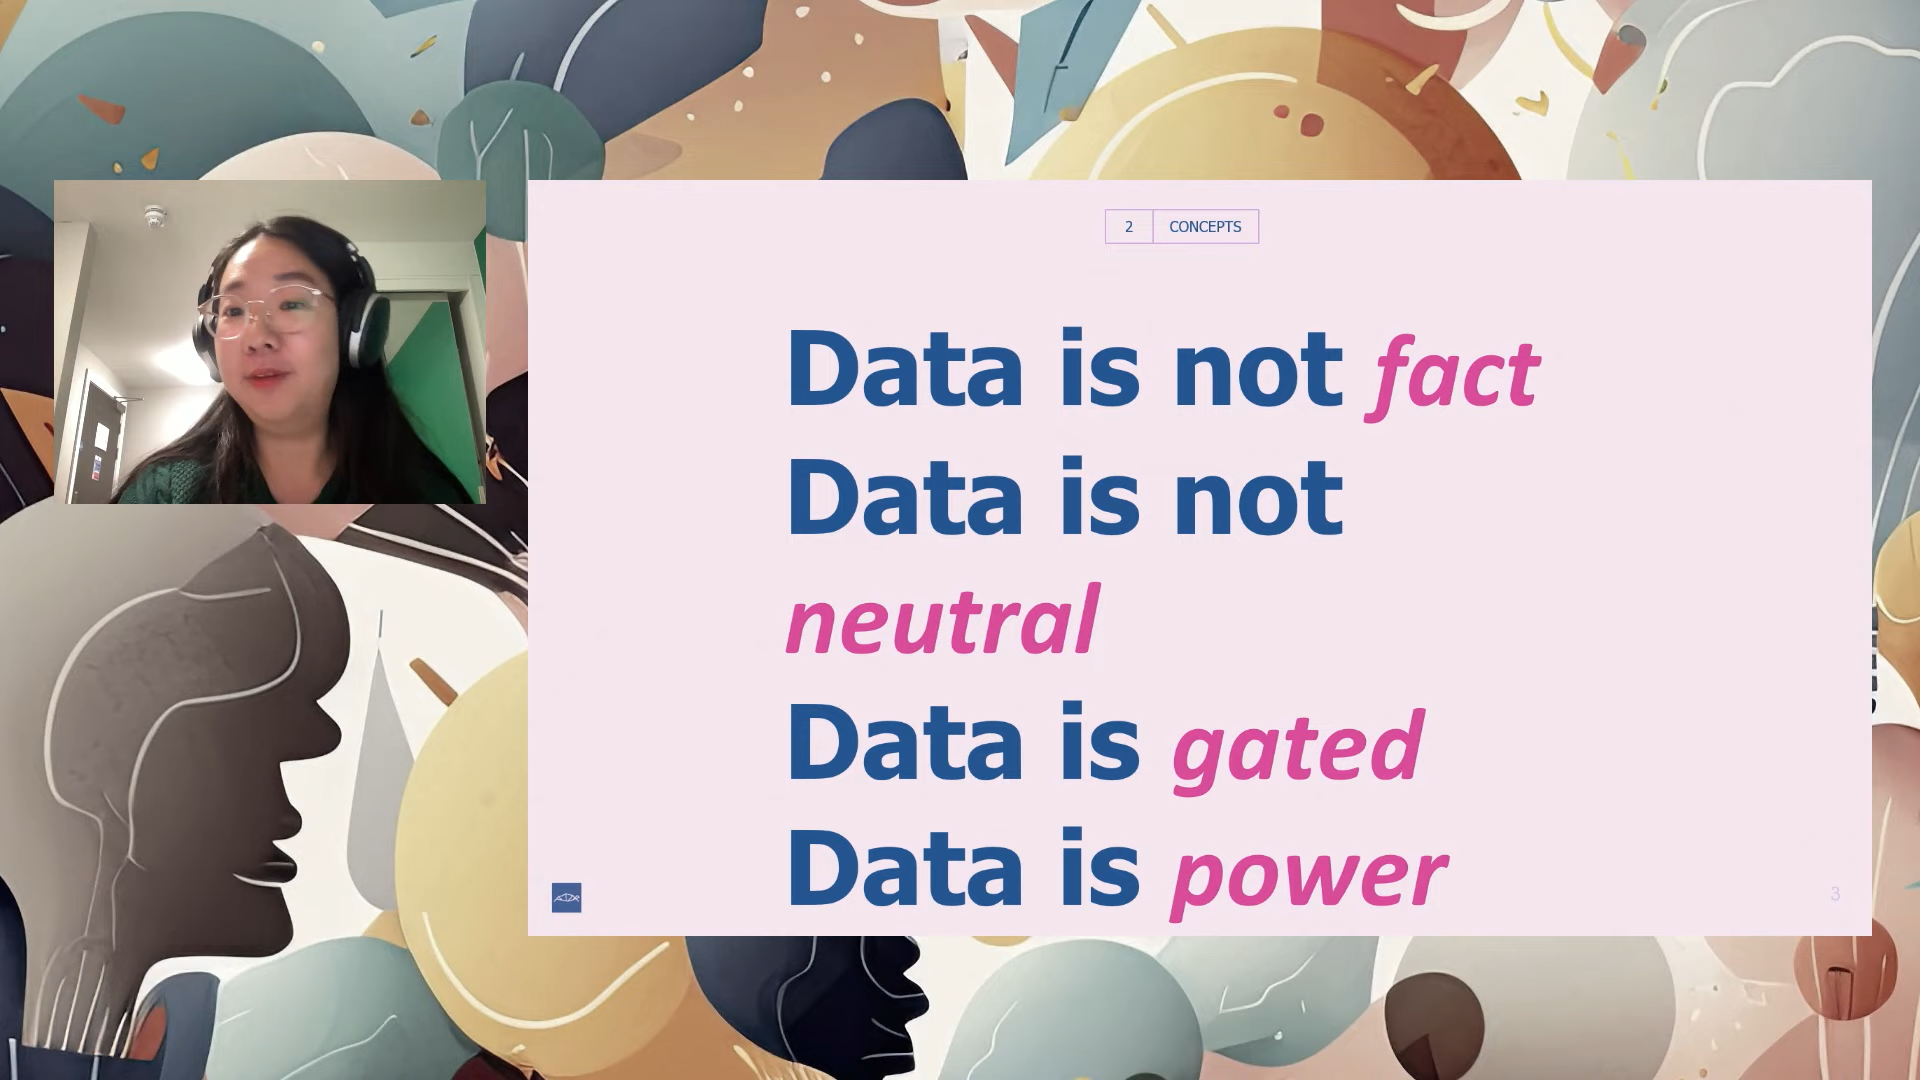 2 CONCEPTS
Data is not fact
Data is not
neutral
Data is gated
Data is power
3